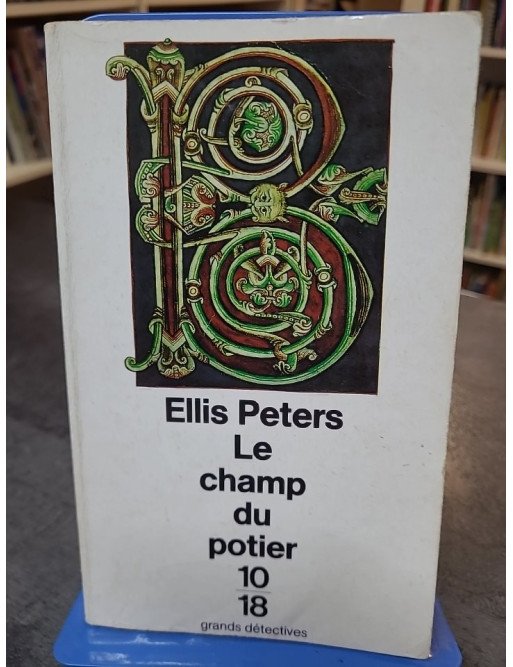 Ellis Peters
Le
champ
du
potier
10
18
grands détectives